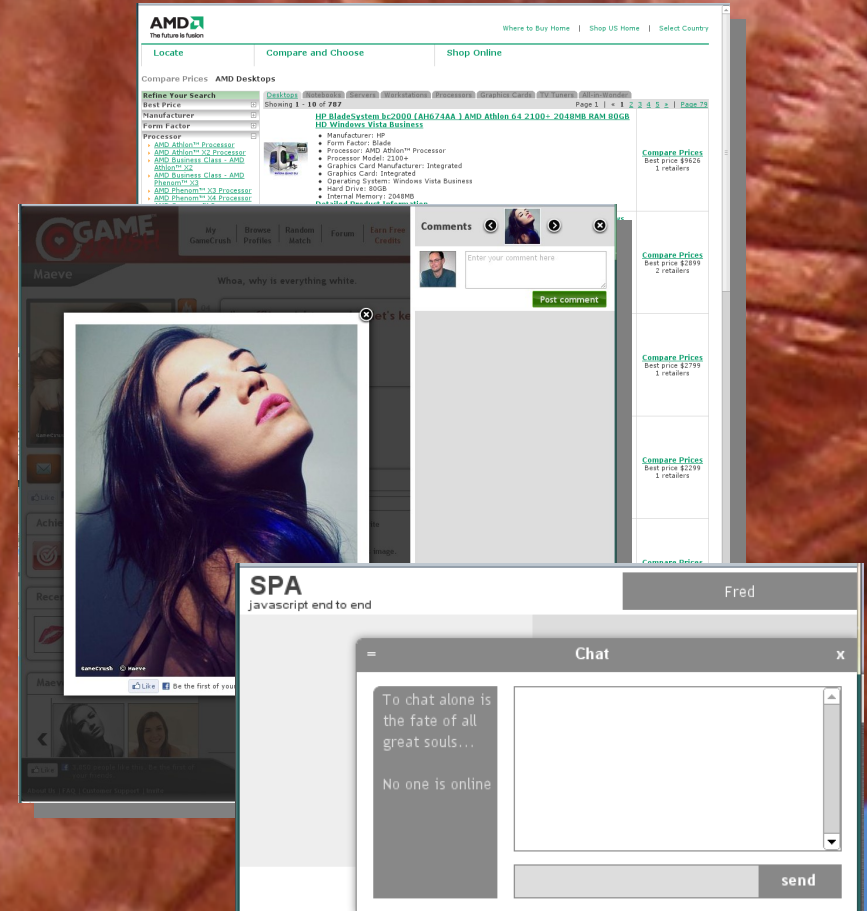 AMD
The future is fusion
Where to Buy Home | Shop US Home | Select Country
Locate
Compare and Choose
Shop Online
Compare Prices AMD Desktops
Refine Your Search
Best Price
Manufacturer
Form Factor
Processor
AMD Athlon™ Processor
AMD Athlon™ X2 Processor
AMD Business Class - AMD
Athlon™ X2
AMD Business Class - AMD
Phenom™ X3
AMD Phenom™ X3 Processor
AMD Phenom™ X4 Processor
Desktops Notebooks Servers Workstations Processors Graphics Cards TV Tuners All-in-Wonder
Showing 1 - 10 of 787
Page 1 | « 1 2 3 4 5 » | Page 79
HP BladeSystem bc2000 (AH674AA ) AMD Athlon 64 2100+ 2048MB RAM 80GB
HD Windows Vista Business
Manufacturer: HP
Form Factor: Blade
Processor: AMD Athlon™ Processor
Processor Model: 2100+
Graphics Card Manufacturer: Integrated
Graphics Card: Integrated
Operating System: Windows Vista Business
Hard Drive: 80GB
Internal Memory: 2048MB
Detailed Product Information
Compare Prices
Best price $9626
1 retailers
Compare Prices
Best price $2899
2 retailers
Compare Prices
Best price $2799
1 retailers
Compare Prices
Best price $2299
1 retailers
Compare Prices
GAME
My
GameCrush
Browse
Profiles
Random
Match
Forum
Earn Free
Credits
Maeve
Whoa, why is everything white.
Comments
Enter your comment here
Post comment
GameCrush © Maeve
Like
Be the first of your
Like
SPA
javascript end to end
Fred
=
Chat
x
To chat alone is
the fate of all
great souls...
No one is online
send